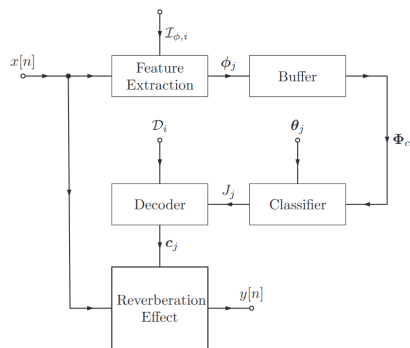 𝓘_{ϕ,i}
x[n]
Feature
Extraction
ϕ_j
Buffer
Φ_c
𝒟_i
θ_j
Decoder
J_j
Classifier
c_j
Reverberation
Effect
y[n]